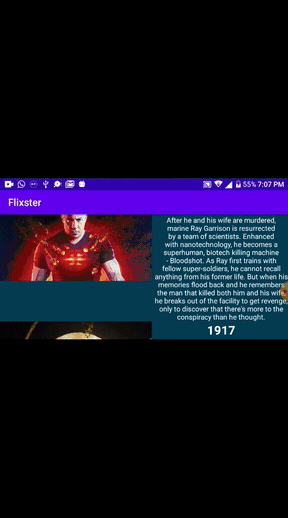 55% 7:07 PM
Flixster
After he and his wife are murdered,
marine Ray Garrison is resurrected
by a team of scientists. Enhanced
with nanotechnology, he becomes a
superhuman, biotech killing machine
- Bloodshot. As Ray first trains with
fellow super-soldiers, he cannot recall
anything from his former life. But when his
memories flood back and he remembers
the man that killed both him and his wife,
he breaks out of the facility to get revenge,
only to discover that there's more to the
conspiracy than he thought.
1917